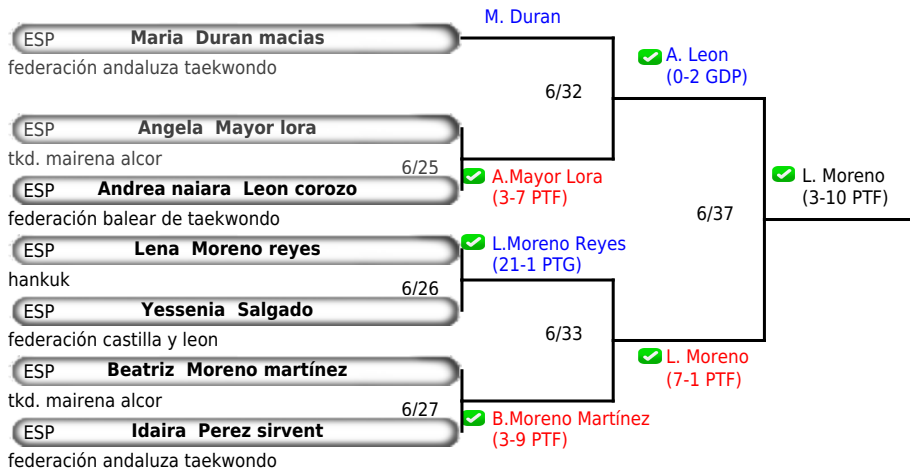 M. Duran
ESP Maria Duran macias
federación andaluza taekwondo
A. Leon
(0-2 GDP)
6/32
ESP Angela Mayor lora
tkd. mairena alcor
6/25
ESP Andrea naiara Leon corozo
A.Mayor Lora
(3-7 PTF)
federación balear de taekwondo
L. Moreno
(3-10 PTF)
6/37
ESP Lena Moreno reyes
L.Moreno Reyes
(21-1 PTG)
hankuk
6/26
ESP Yessenia Salgado
federación castilla y leon
6/33
ESP Beatriz Moreno martínez
L. Moreno
(7-1 PTF)
tkd. mairena alcor
6/27
ESP Idaira Perez sirvent
B.Moreno Martínez
(3-9 PTF)
federación andaluza taekwondo